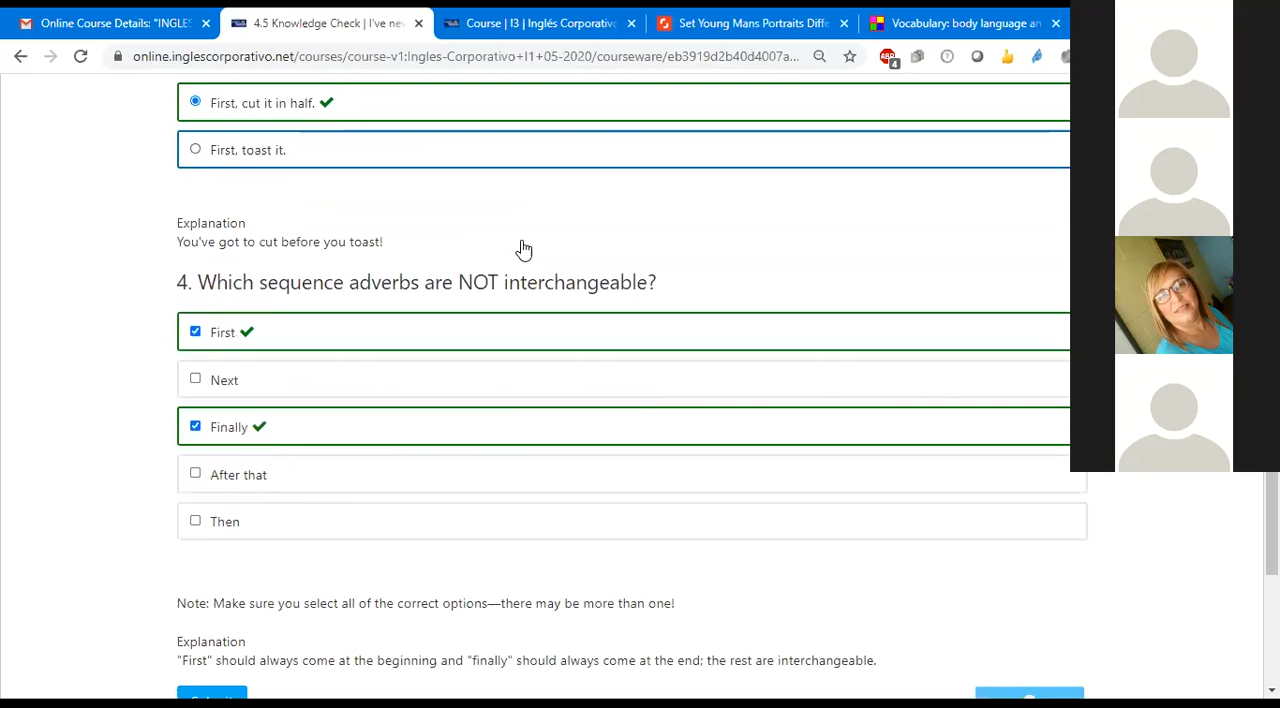 Online Course Details: "INGLES
4.5 Knowledge Check | I've ne
Course | I3 | Inglés Corporativo
Set Young Mans Portraits Diffe
Vocabulary: body language an
online.inglescorporativo.net/courses/course-v1:Ingles-Corporativo+I1+05-2020/courseware/eb3919d2b40d4007a...
4
First, cut it in half.
First, toast it.
Explanation
You've got to cut before you toast!
4. Which sequence adverbs are NOT interchangeable?
First
Next
Finally
After that
Then
Note: Make sure you select all of the correct options—there may be more than one!
Explanation
"First" should always come at the beginning and "finally" should always come at the end; the rest are interchangeable.